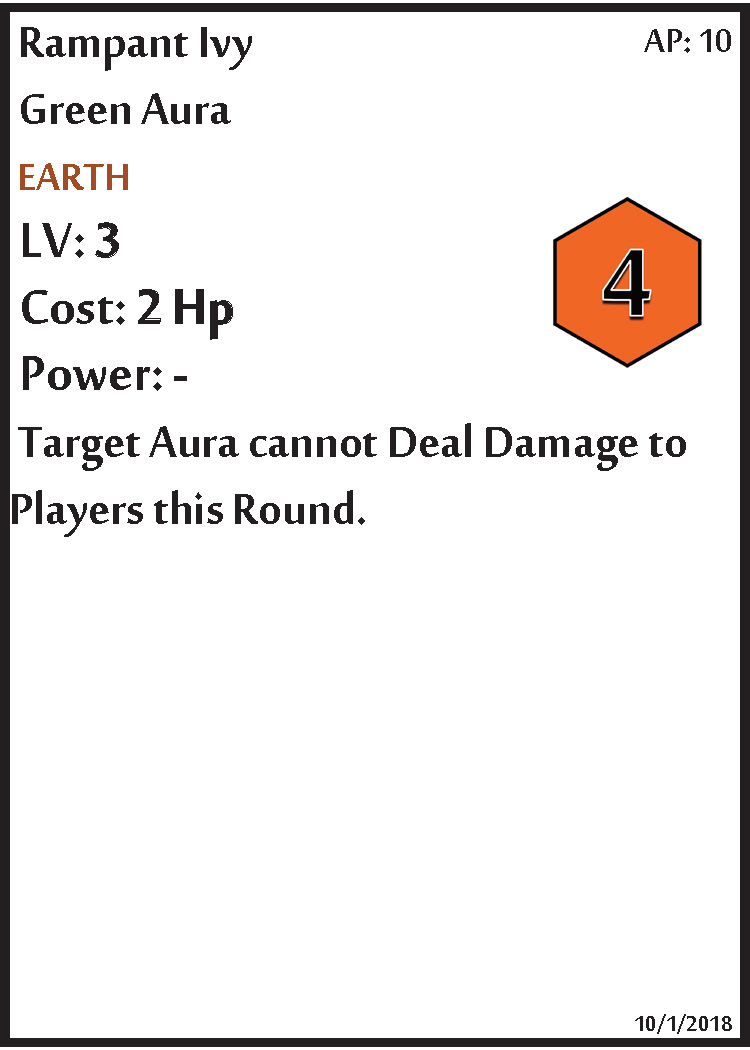 Rampant Ivy
AP: 10
Green Aura
EARTH
LV: 3
4
Cost: 2 Hp
Power: -
Target Aura cannot Deal Damage to
Players this Round.
10/1/2018